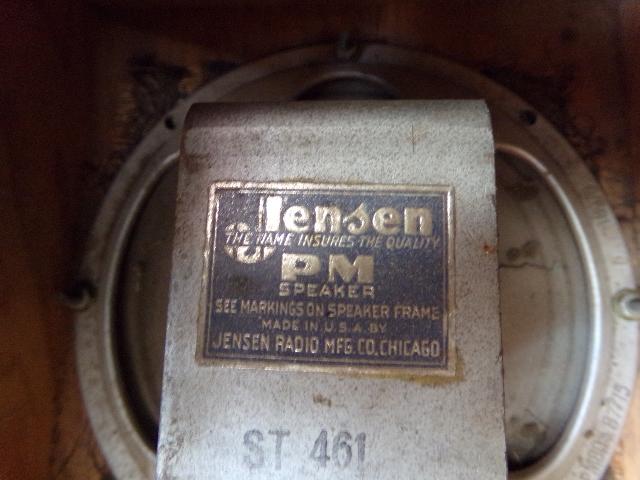 Jensen
THE NAME INSURES THE QUALITY
PM
SPEAKER
SEE MARKINGS ON SPEAKER FRAME
MADE IN U.S.A. BY
JENSEN RADIO MFG. CO. CHICAGO
ST 461